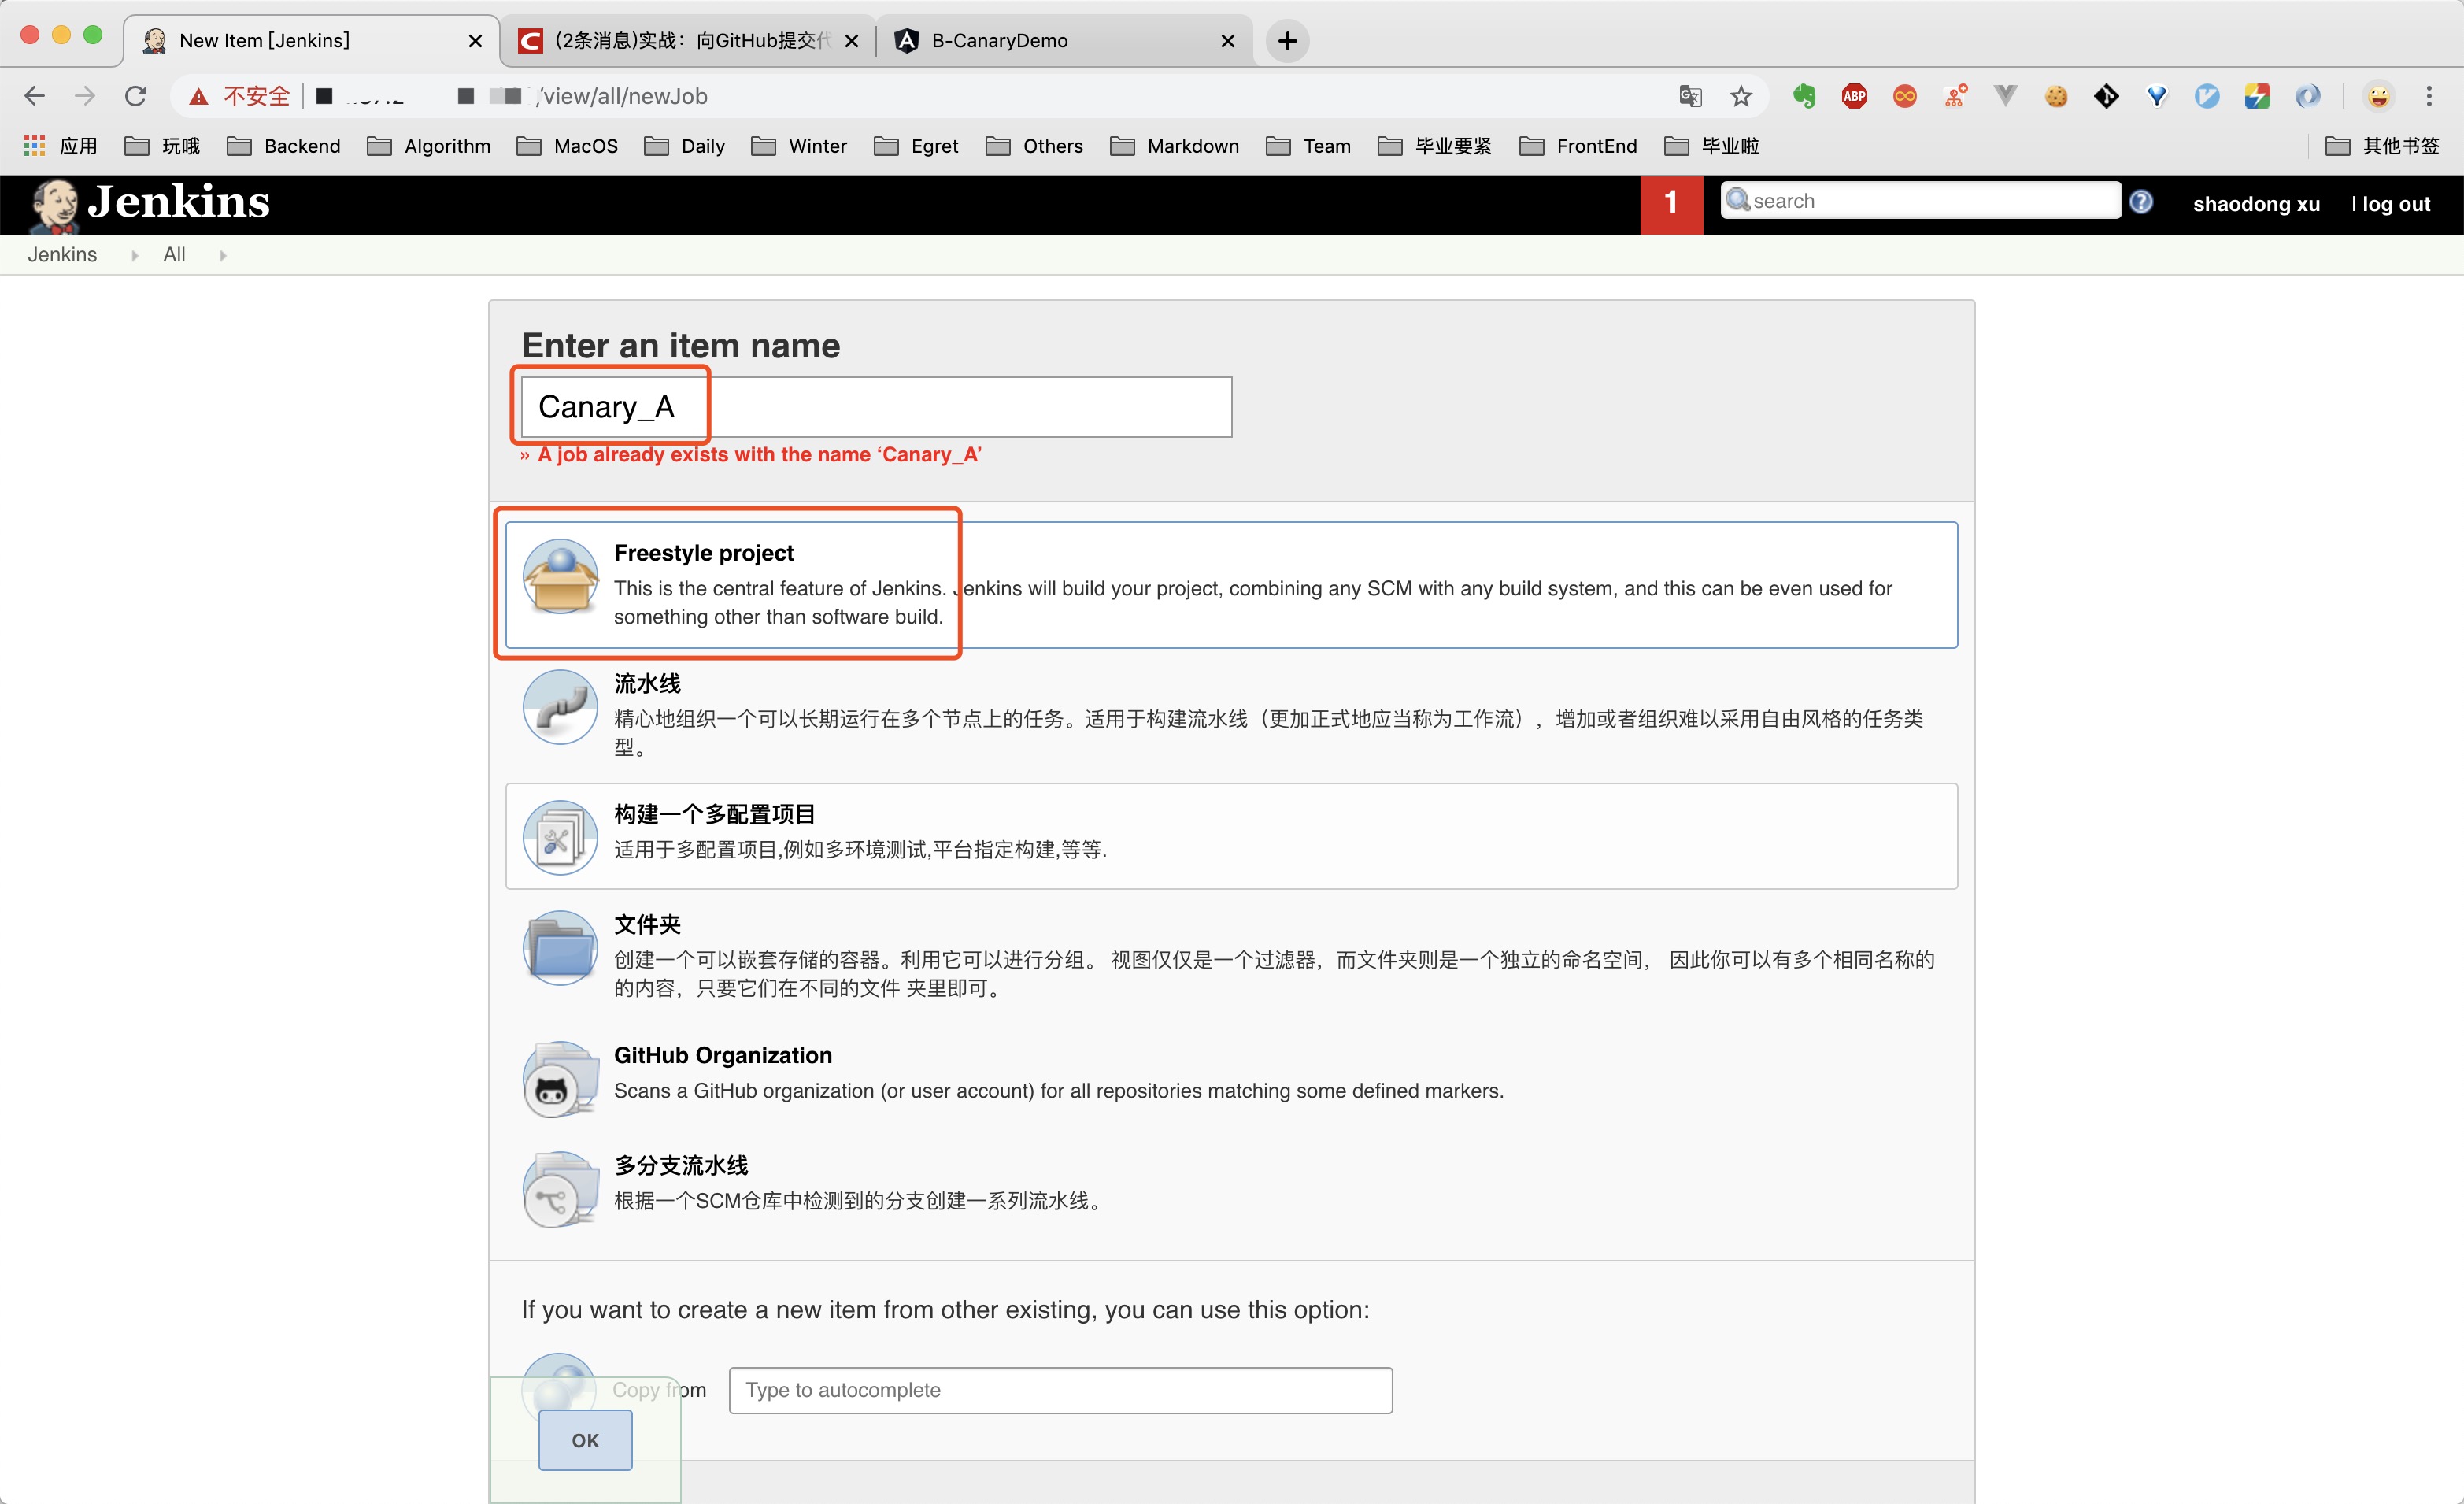 New Item [Jenkins]
(2条消息)实战：向GitHub提交代
B-CanaryDemo
不安全
/view/all/newJob
应用 玩哦 Backend Algorithm MacOS Daily Winter Egret Others Markdown Team 毕业要紧 FrontEnd 毕业啦 其他书签
ABP
Jenkins
1
search
shaodong xu
| log out
Jenkins All
Enter an item name
Canary_A
» A job already exists with the name ‘Canary_A’
Freestyle project
This is the central feature of Jenkins. Jenkins will build your project, combining any SCM with any build system, and this can be even used for
something other than software build.
流水线
精心地组织一个可以长期运行在多个节点上的任务。适用于构建流水线（更加正式地应当称为工作流），增加或者组织难以采用自由风格的任务类
型。
构建一个多配置项目
适用于多配置项目,例如多环境测试,平台指定构建,等等.
文件夹
创建一个可以嵌套存储的容器。利用它可以进行分组。 视图仅仅是一个过滤器，而文件夹则是一个独立的命名空间， 因此你可以有多个相同名称的
的内容，只要它们在不同的文件 夹里即可。
GitHub Organization
Scans a GitHub organization (or user account) for all repositories matching some defined markers.
多分支流水线
根据一个SCM仓库中检测到的分支创建一系列流水线。
If you want to create a new item from other existing, you can use this option:
Copy from
Type to autocomplete
OK